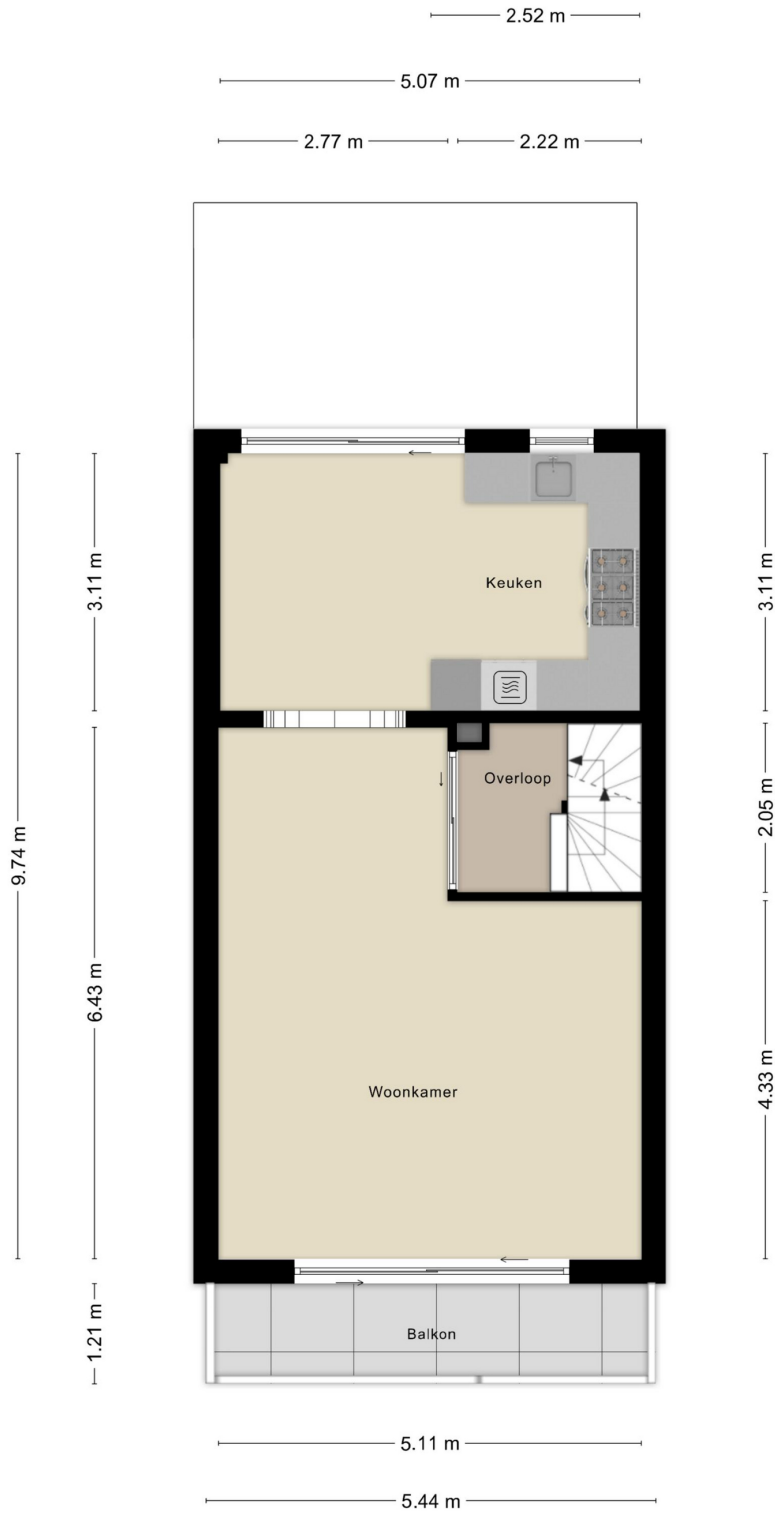 2.52 m
5.07 m
2.77 m
2.22 m
Keuken
3.11 m
3.11 m
Overloop
2.05 m
9.74 m
6.43 m
4.33 m
Woonkamer
Balkon
1.21 m
5.11 m
5.44 m